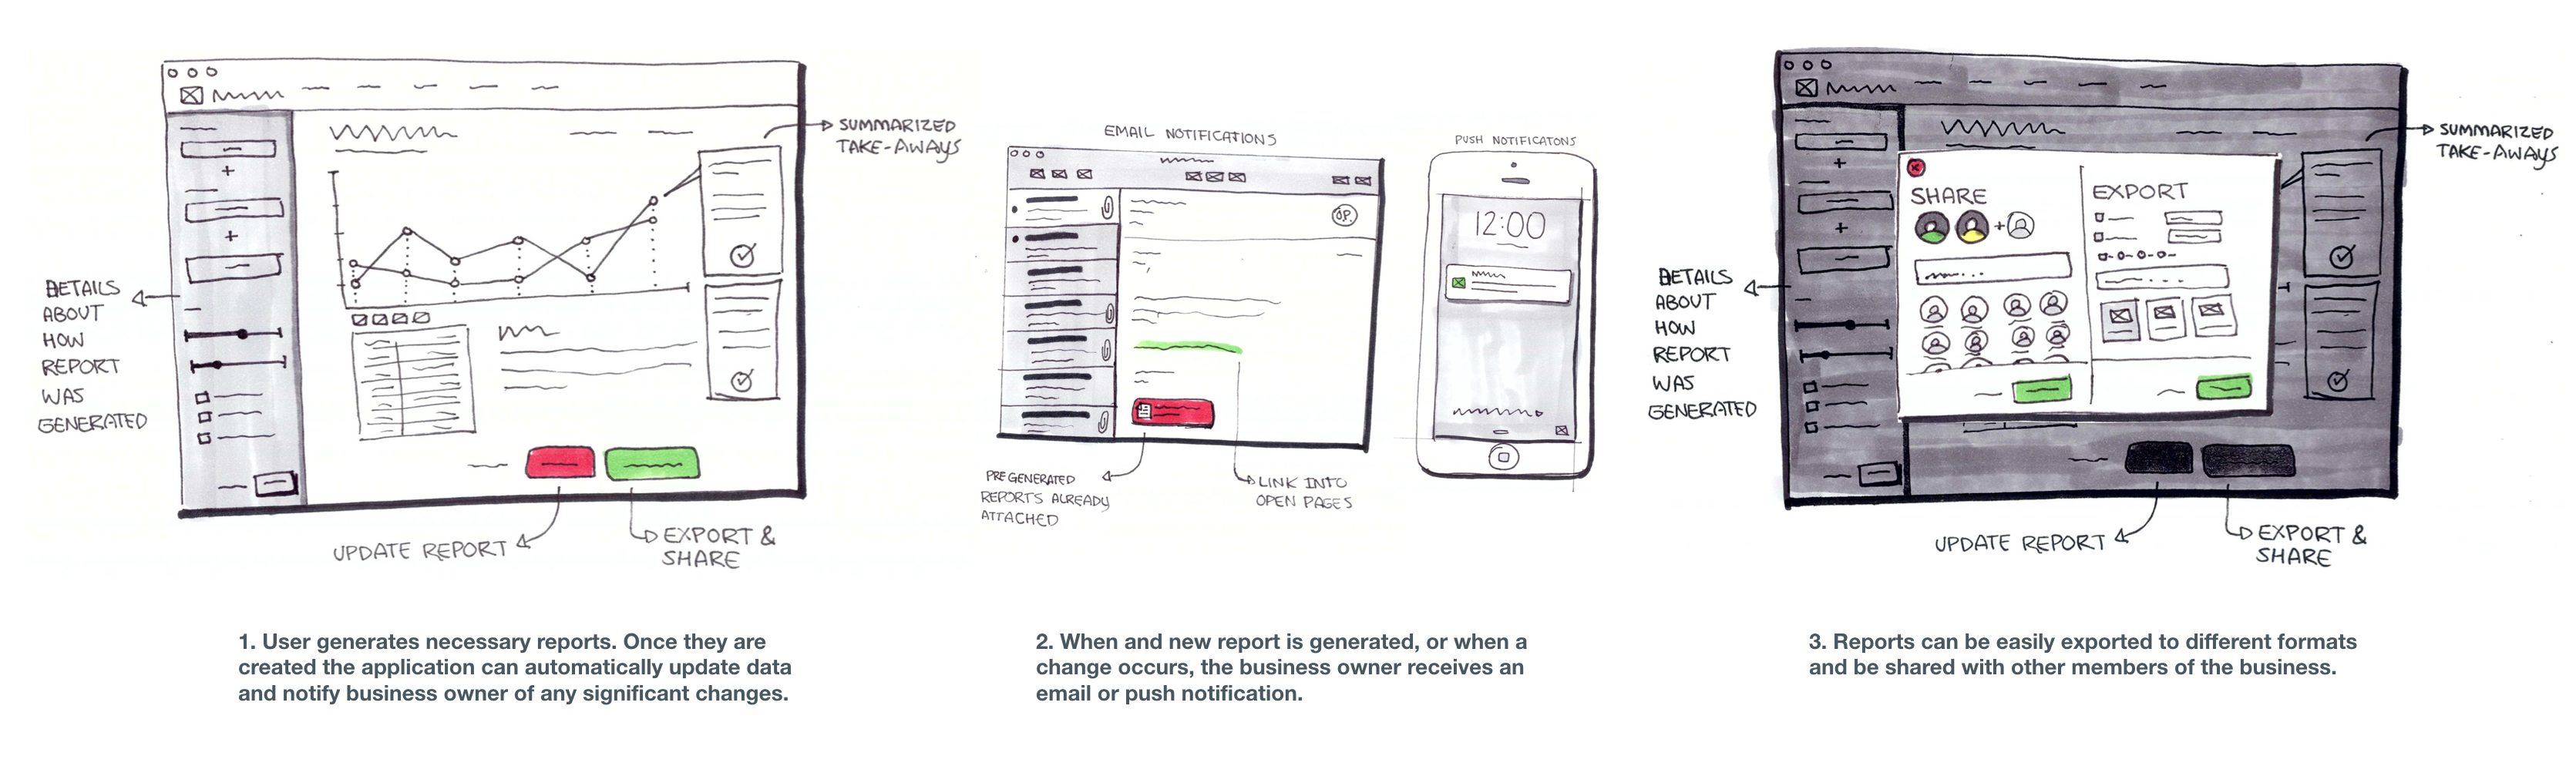 SUMMARIZED
TAKE-AWAYS
DETAILS
ABOUT
HOW
REPORT
WAS
GENERATED
UPDATE REPORT
EXPORT &
SHARE
1. User generates necessary reports. Once they are
created the application can automatically update data
and notify business owner of any significant changes.
EMAIL NOTIFICATIONS
OP.
PRE GENERATED
REPORTS ALREADY
ATTACHED
LINK INTO
OPEN PAGES
PUSH NOTIFICATONS
12:00
2. When and new report is generated, or when a
change occurs, the business owner receives an
email or push notification.
SHARE
EXPORT
SUMMARIZED
TAKE-AWAYS
DETAILS
ABOUT
HOW
REPORT
WAS
GENERATED
UPDATE REPORT
EXPORT &
SHARE
3. Reports can be easily exported to different formats
and be shared with other members of the business.